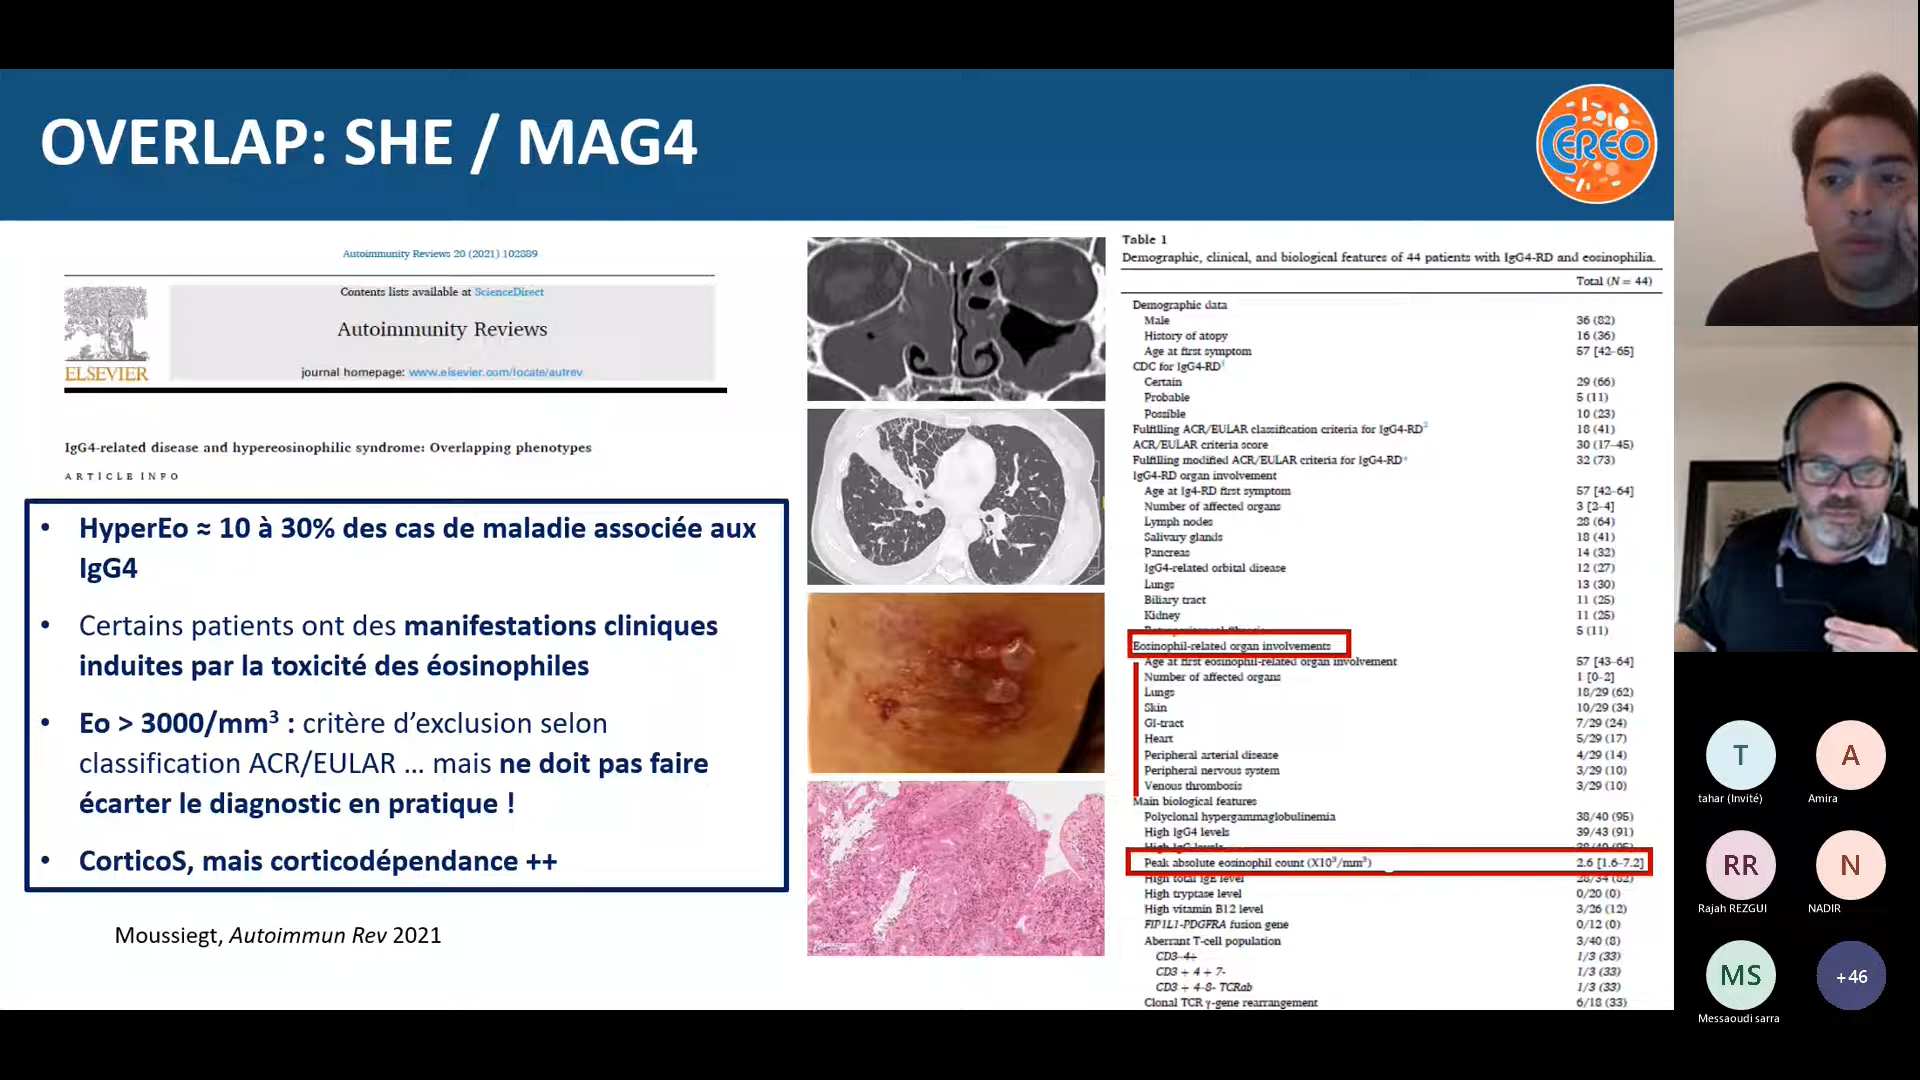 OVERLAP: SHE / MAG4
CEREO
Autoimmunity Reviews 20 (2021) 102889
Contents lists available at ScienceDirect
Autoimmunity Reviews
ELSEVIER
journal homepage: www.elsevier.com/locate/autrev
IgG4-related disease and hypereosinophilic syndrome: Overlapping phenotypes
ARTICLE INFO
• HyperEo ≈ 10 à 30% des cas de maladie associée aux
IgG4
• Certains patients ont des manifestations cliniques
induites par la toxicité des éosinophiles
• Eo > 3000/mm³ : critère d’exclusion selon
classification ACR/EULAR ... mais ne doit pas faire
écarter le diagnostic en pratique !
• CorticoS, mais corticodépendance ++
Moussiegt, Autoimmun Rev 2021
Table 1
Demographic, clinical, and biological features of 44 patients with IgG4-RD and eosinophilia.
Total (N = 44)
Demographic data
Male 36 (82)
History of atopy 16 (36)
Age at first symptom 57 [42–65]
CDC for IgG4-RD
Certain 29 (66)
Probable 5 (11)
Possible 10 (23)
Fulfilling ACR/EULAR classification criteria for IgG4-RD 18 (41)
ACR/EULAR criteria score 30 (17–45)
Fulfilling modified ACR/EULAR criteria for IgG4-RD 32 (73)
IgG4-RD organ involvement
Age at Ig4-RD first symptom 57 [42–64]
Number of affected organs 3 [2–4]
Lymph nodes 28 (64)
Salivary glands 18 (41)
Pancreas 14 (32)
IgG4-related orbital disease 12 (27)
Lungs 13 (30)
Biliary tract 11 (25)
Kidney 11 (25)
5 (11)
Eosinophil-related organ involvements
Age at first eosinophil-related organ involvement 57 [43–64]
Number of affected organs 1 [0–2]
Lungs 18/29 (62)
Skin 10/29 (34)
GI-tract 7/29 (24)
Heart 5/29 (17)
Peripheral arterial disease 4/29 (14)
Peripheral nervous system 3/29 (10)
Venous thrombosis 3/29 (10)
Main biological features
Polyclonal hypergammaglobulinemia 38/40 (95)
High IgG4 levels 39/43 (91)
Peak absolute eosinophil count (X10³/mm³) 2.6 [1.6–7.2]
High total IgE level 28/34 (82)
High tryptase level 0/20 (0)
High vitamin B12 level 3/26 (12)
FIP1L1-PDGFRA fusion gene 0/12 (0)
Aberrant T-cell population 3/40 (8)
CD3–4+ 1/3 (33)
CD3 + 4 + 7- 1/3 (33)
CD3 + 4–8- TCRab 1/3 (33)
Clonal TCR γ-gene rearrangement 6/18 (33)
T
tahar (Invité)
A
Amira
RR
Rajah REZGUI
N
NADIR
MS
Messaoudi sarra
+46